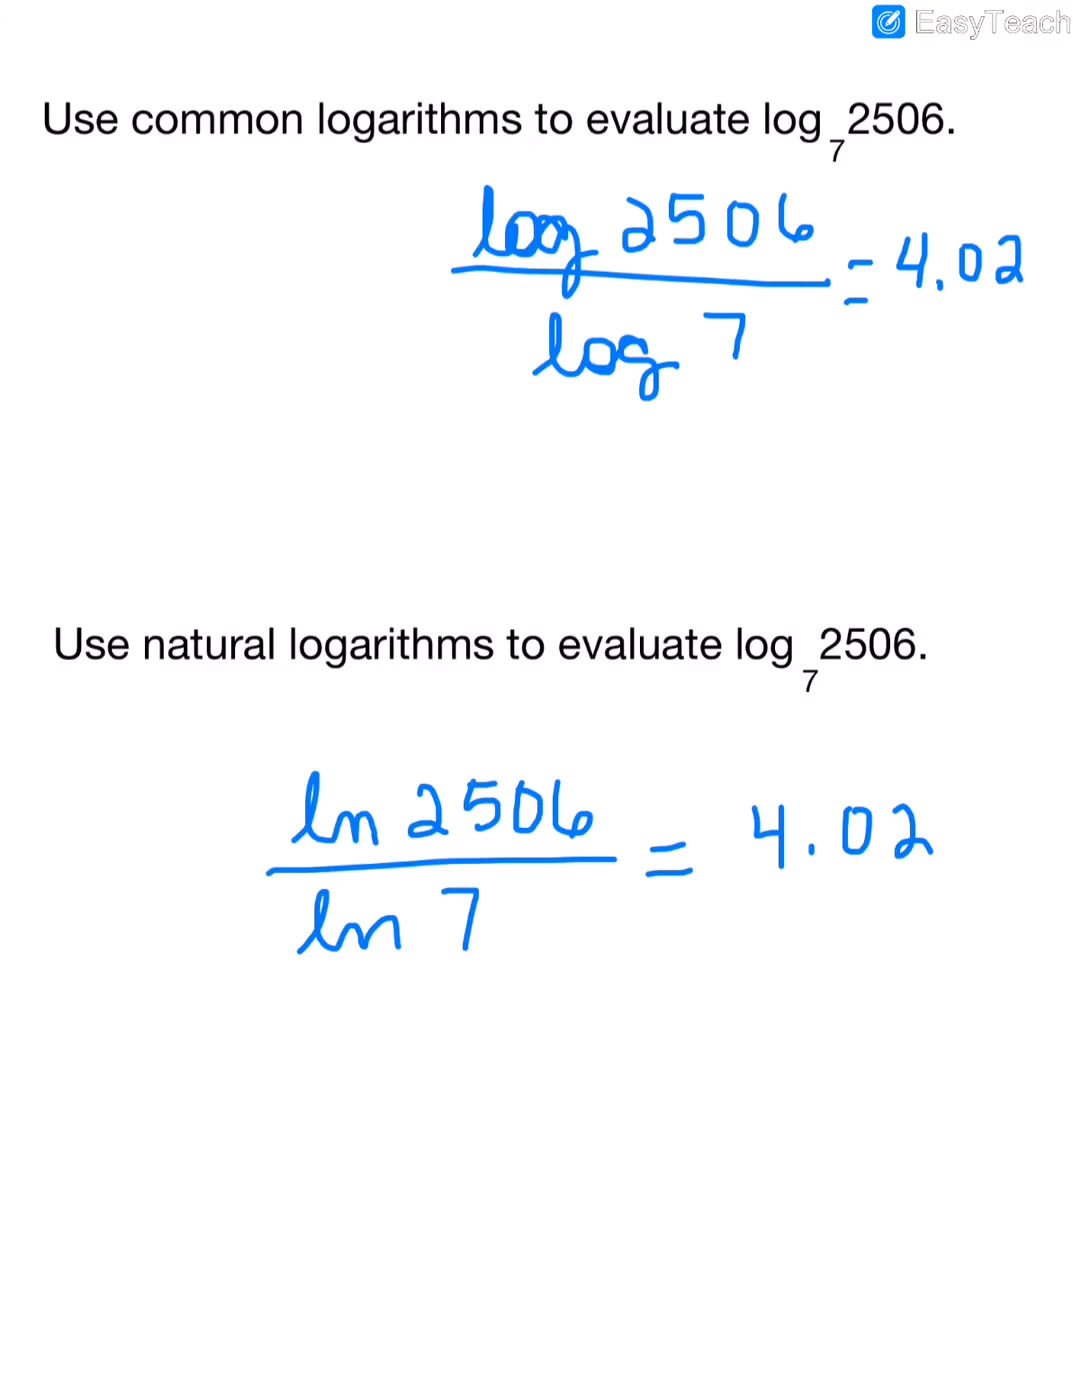 EasyTeach
Use common logarithms to evaluate log 7 2506.
log 2506
= 4.02
log 7
Use natural logarithms to evaluate log 7 2506.
ln 2506
= 4.02
ln 7